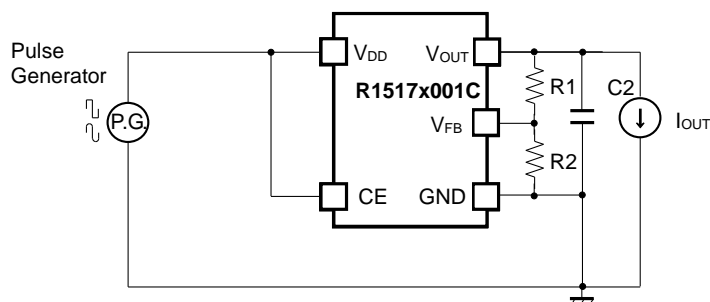 Pulse
Generator
P.G.
VDD
VOUT
R1517x001C
VFB
CE
GND
R1
R2
C2
IOUT